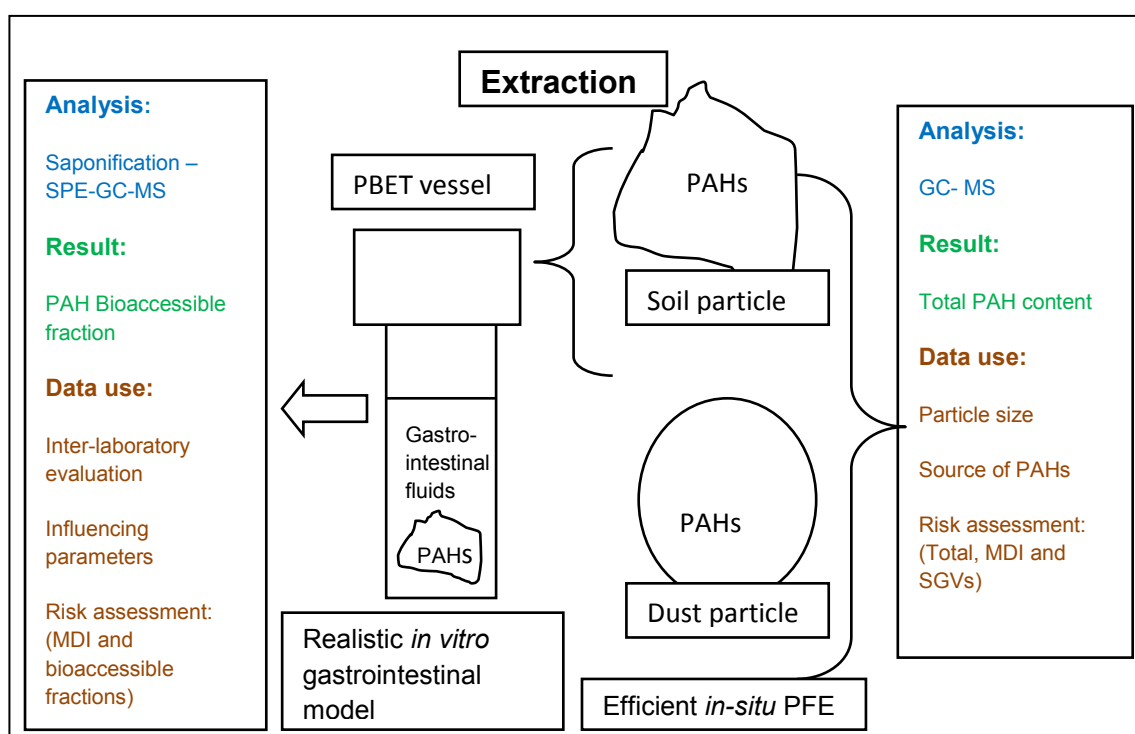 Extraction
Analysis:
Saponification –
SPE-GC-MS
Result:
PAH Bioaccessible
fraction
Data use:
Inter-laboratory
evaluation
Influencing
parameters
Risk assessment:
(MDI and
bioaccessible
fractions)
PBET vessel
Gastro-
intestinal
fluids
PAHs
Realistic in vitro
gastrointestinal
model
PAHs
Soil particle
PAHs
Dust particle
Efficient in-situ PFE
Analysis:
GC- MS
Result:
Total PAH content
Data use:
Particle size
Source of PAHs
Risk assessment:
(Total, MDI and
SGVs)